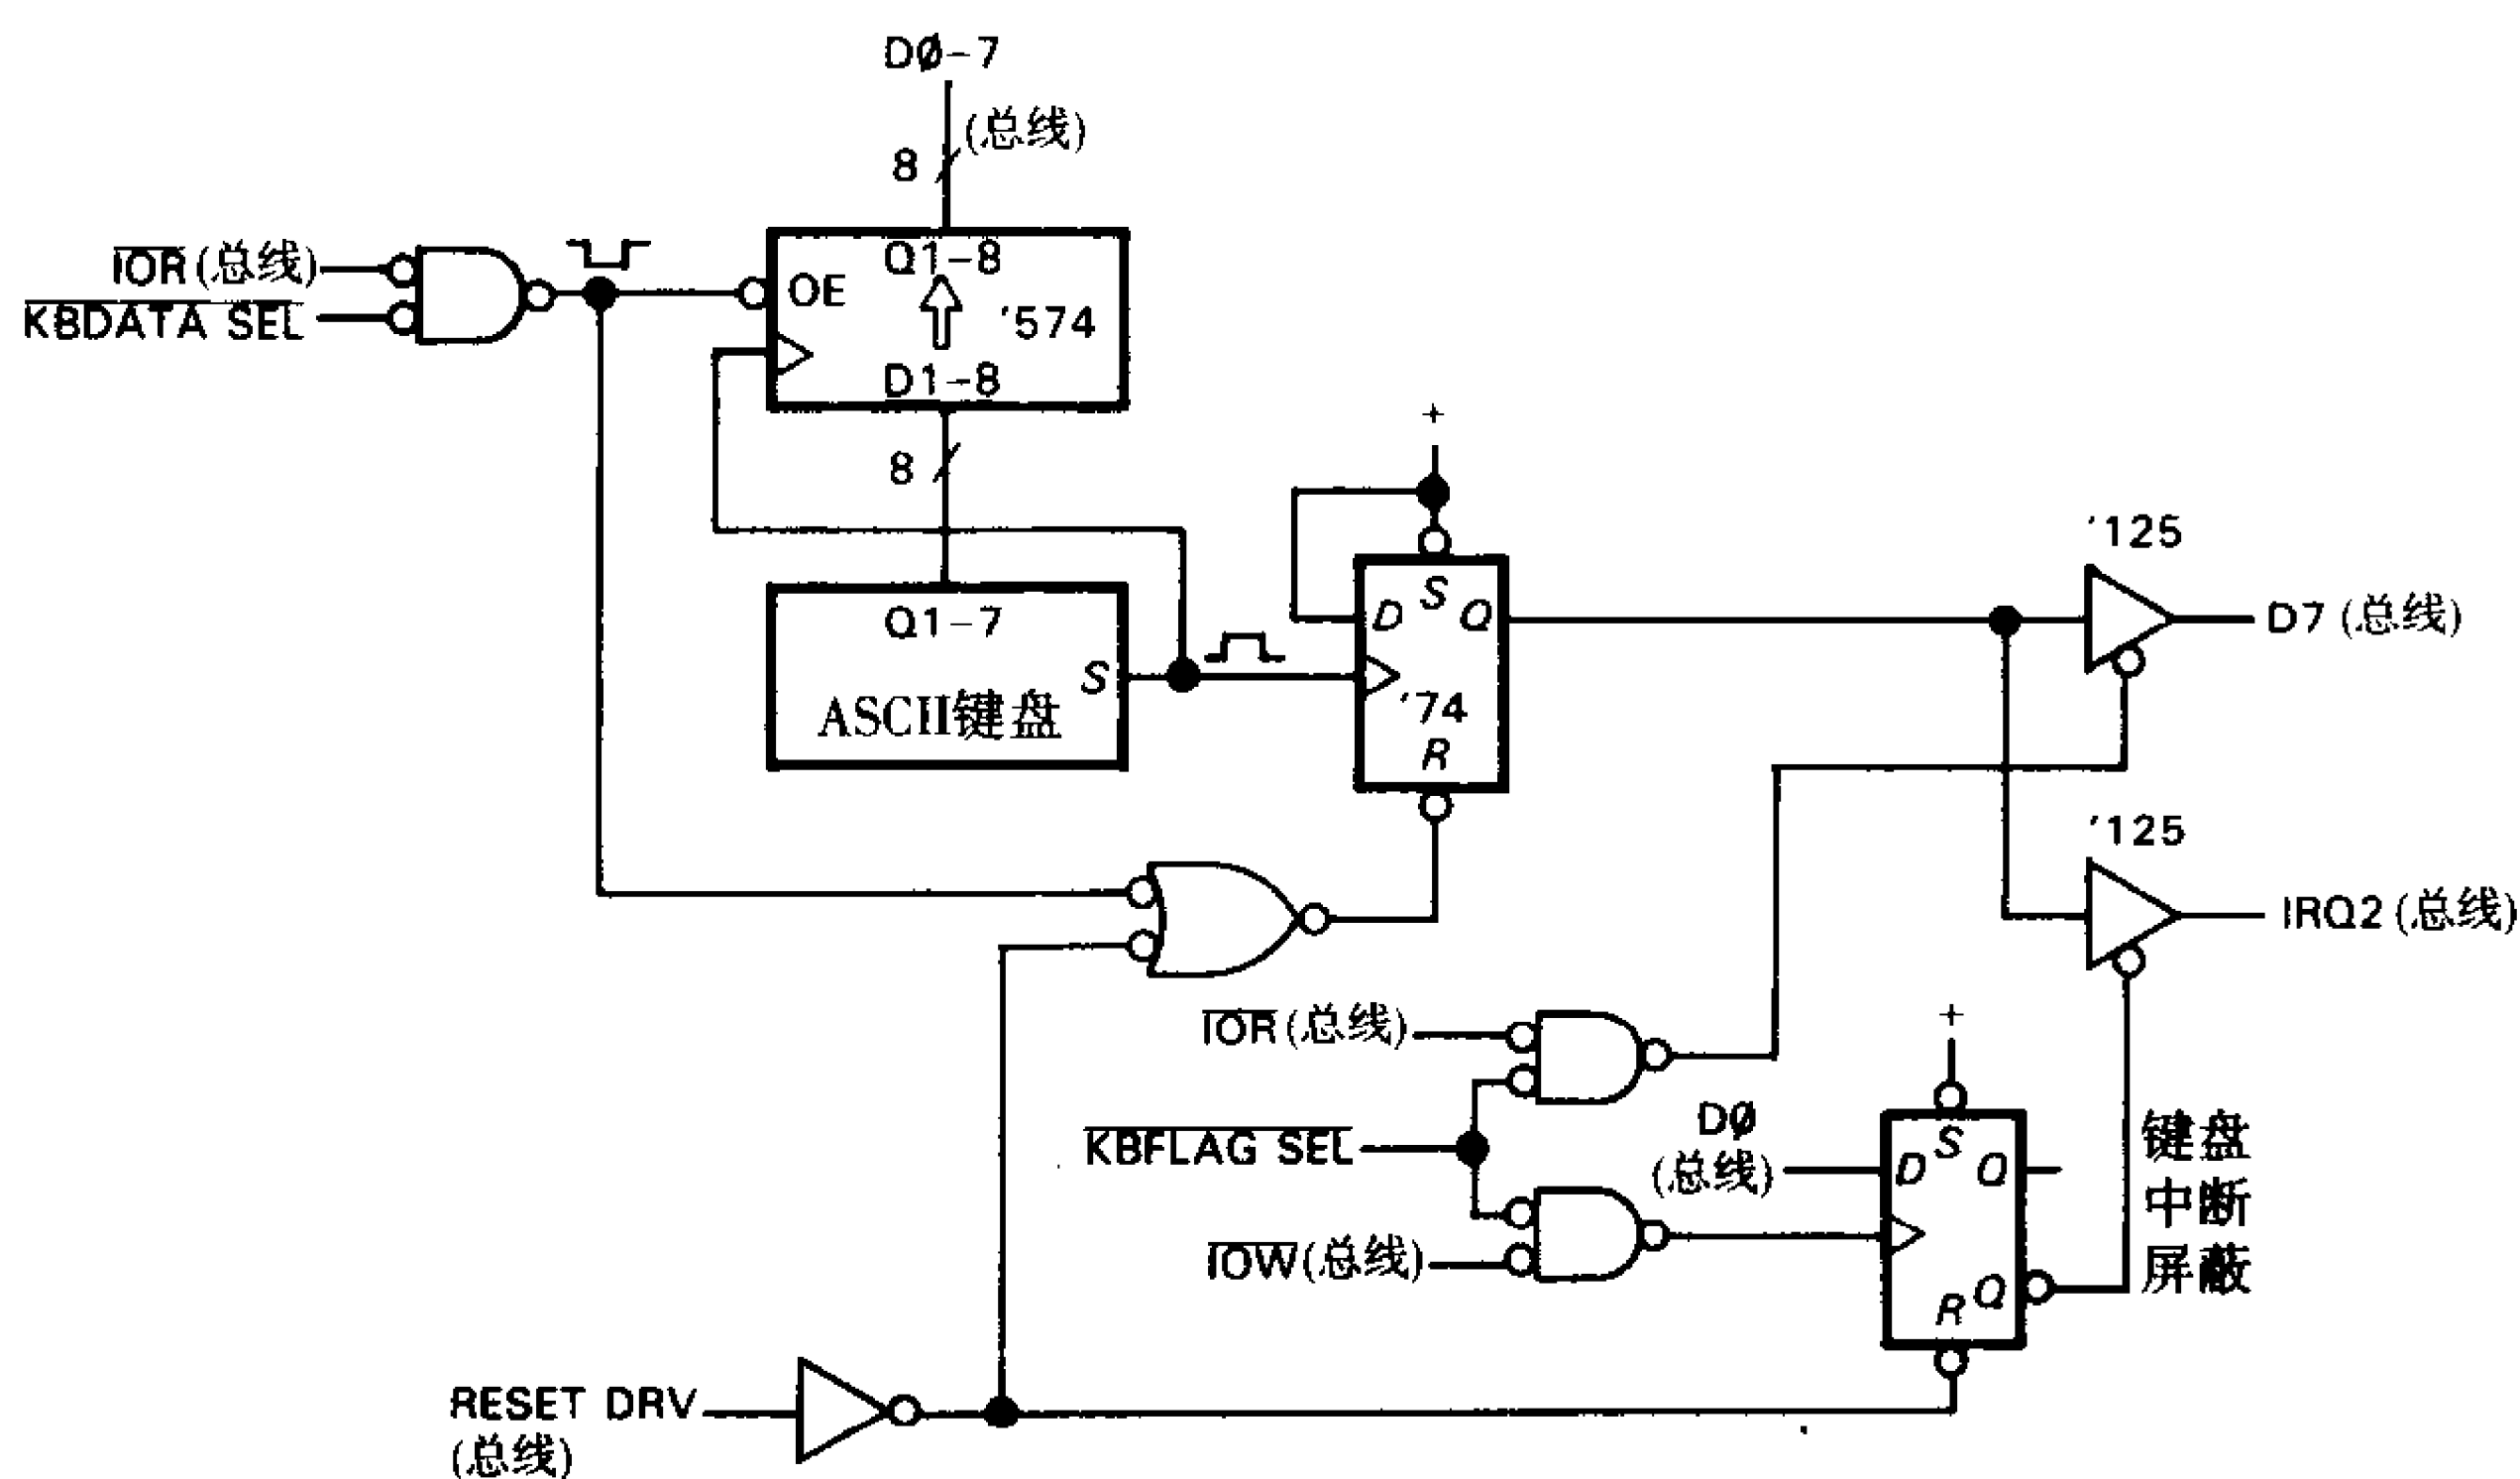 DØ-7
(总线)
8
IOR(总线)
KBDATA SEL
OE
Q1-8
'574
D1-8
8
+
Q1-7
S
ASCII键盘
S
D
Q
'74
R
'125
D7(总线)
'125
IRQ2(总线)
IOR(总线)
+
KBFLAG SEL
DØ
(总线)
S
D
Q
IOW(总线)
R
Q
键盘
中断
屏蔽
RESET DRV
(总线)